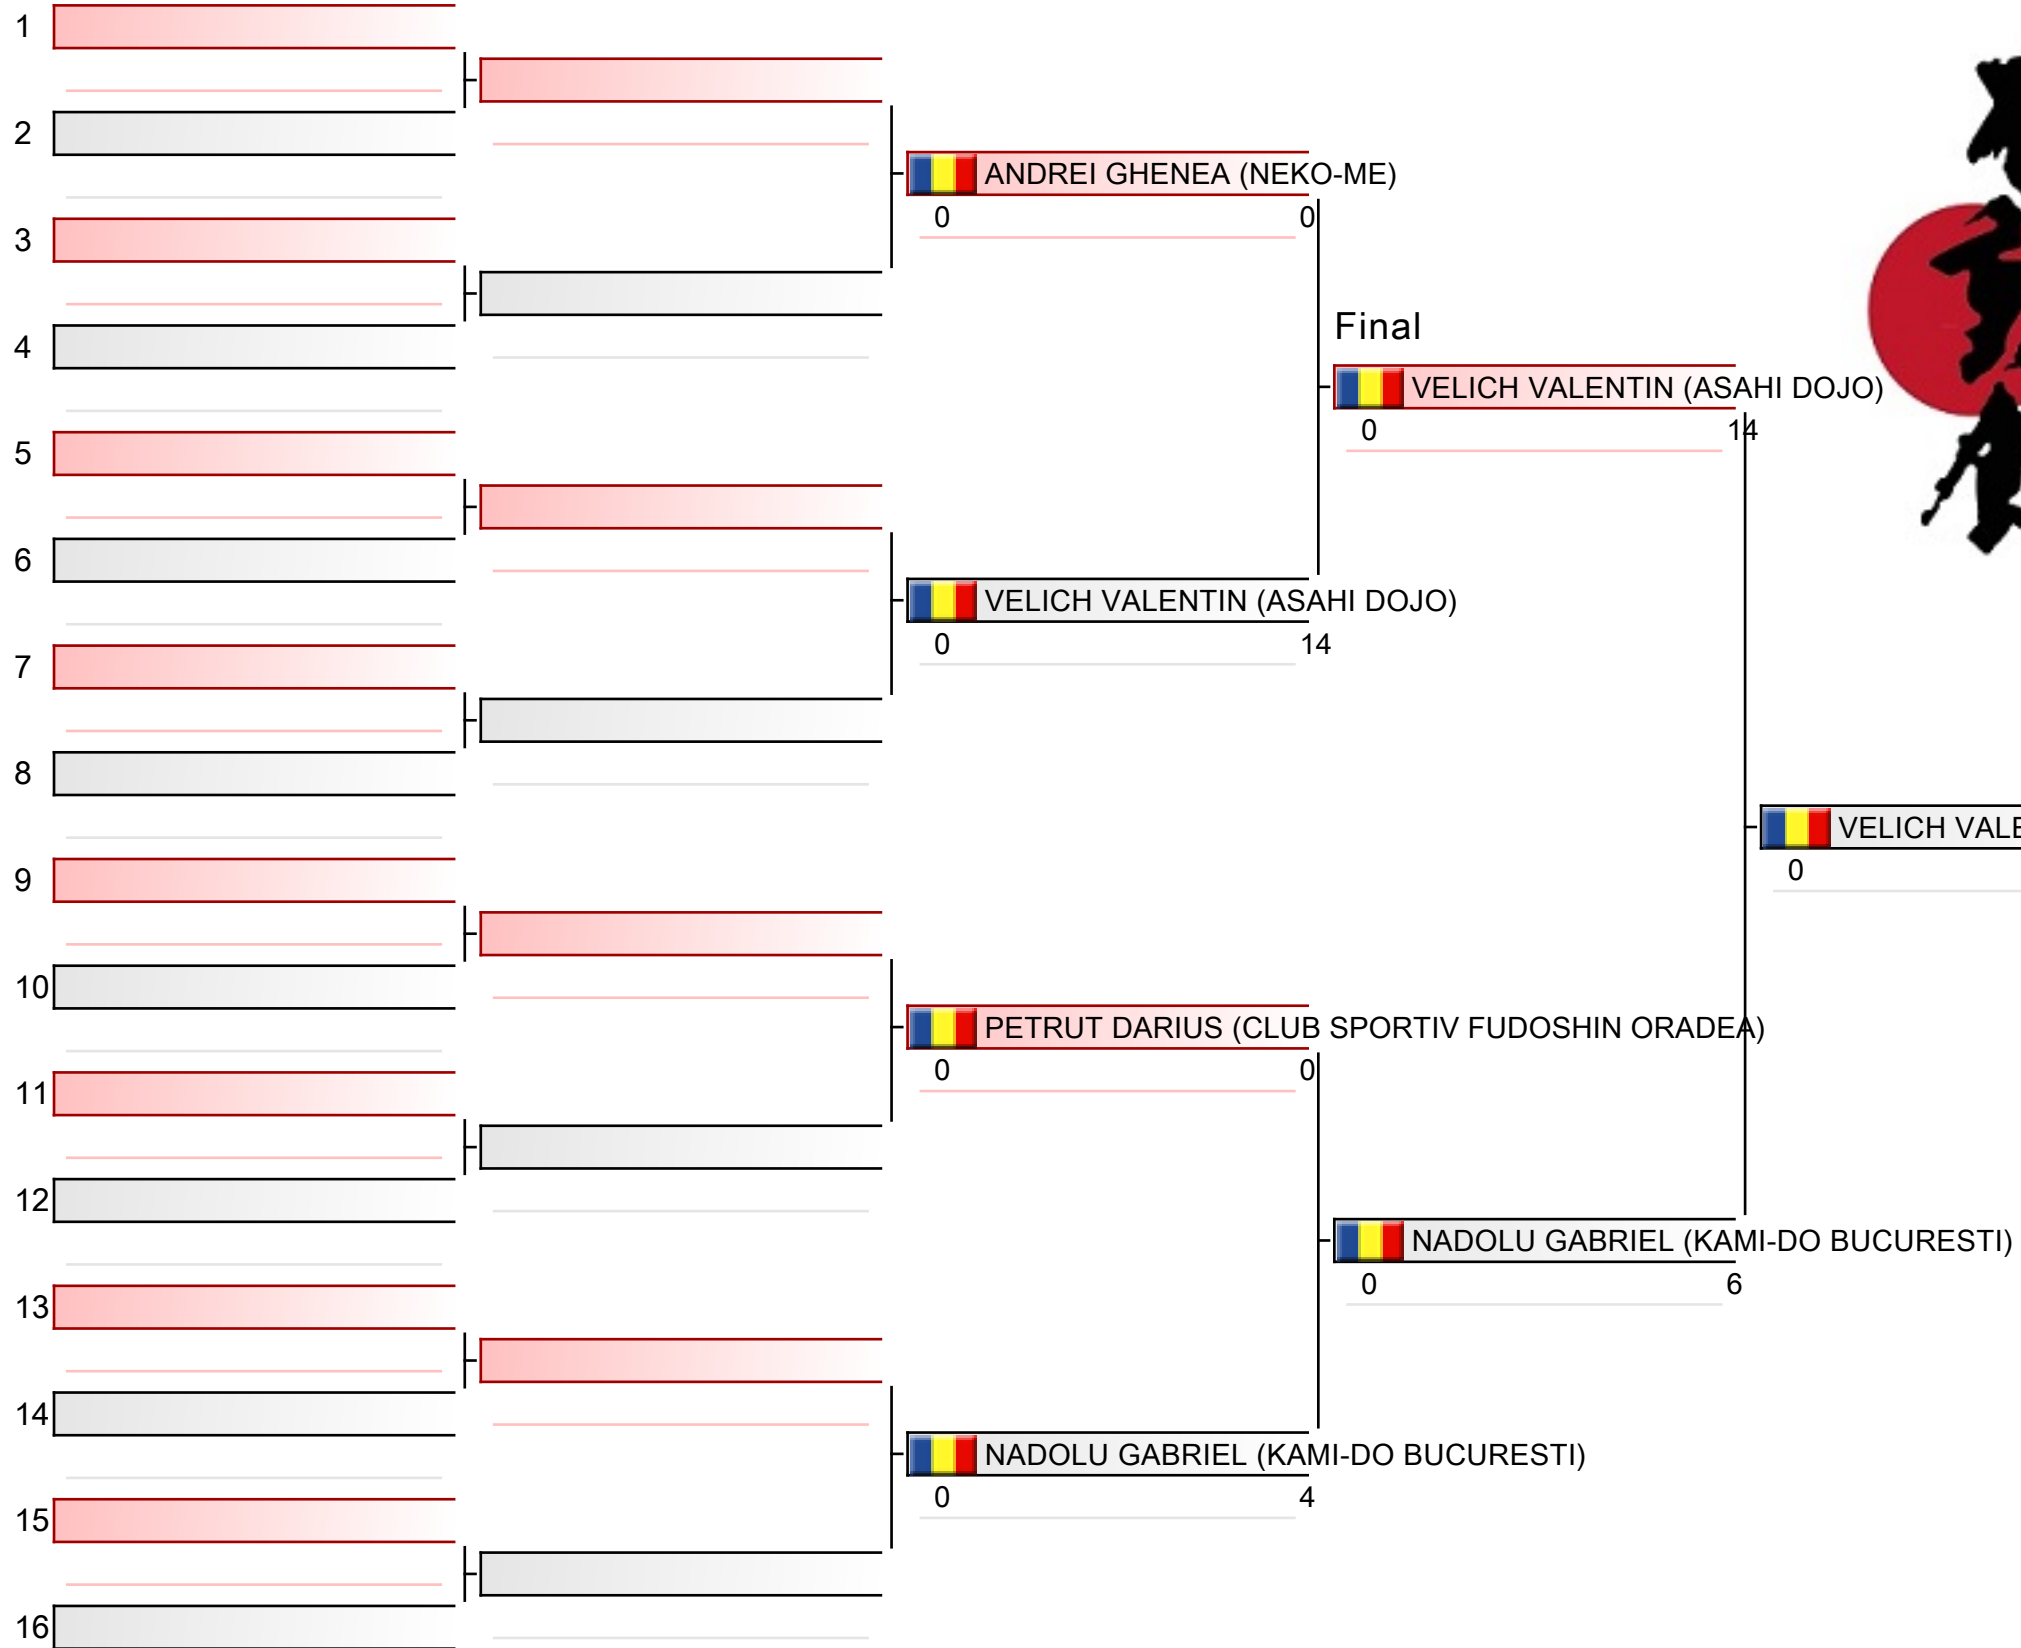 1
2
ANDREI GHENEA (NEKO-ME)
0 0
3
Final
4
VELICH VALENTIN (ASAHI DOJO)
0 14
5
6
VELICH VALENTIN (ASAHI DOJO)
0 14
7
8
VELICH VALE
0
9
10
PETRUT DARIUS (CLUB SPORTIV FUDOSHIN ORADEA)
0 0
11
12
NADOLU GABRIEL (KAMI-DO BUCURESTI)
0 6
13
14
NADOLU GABRIEL (KAMI-DO BUCURESTI)
0 4
15
16